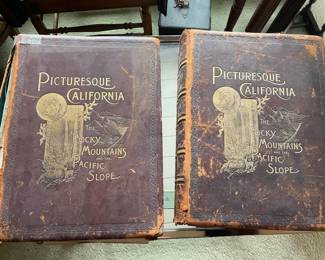 PICTURESQUE
CALIFORNIA
THE
ROCKY
MOUNTAINS
AND THE
PACIFIC
SLOPE
PICTURESQUE
CALIFORNIA
THE
ROCKY
MOUNTAINS
AND THE
PACIFIC
SLOPE.